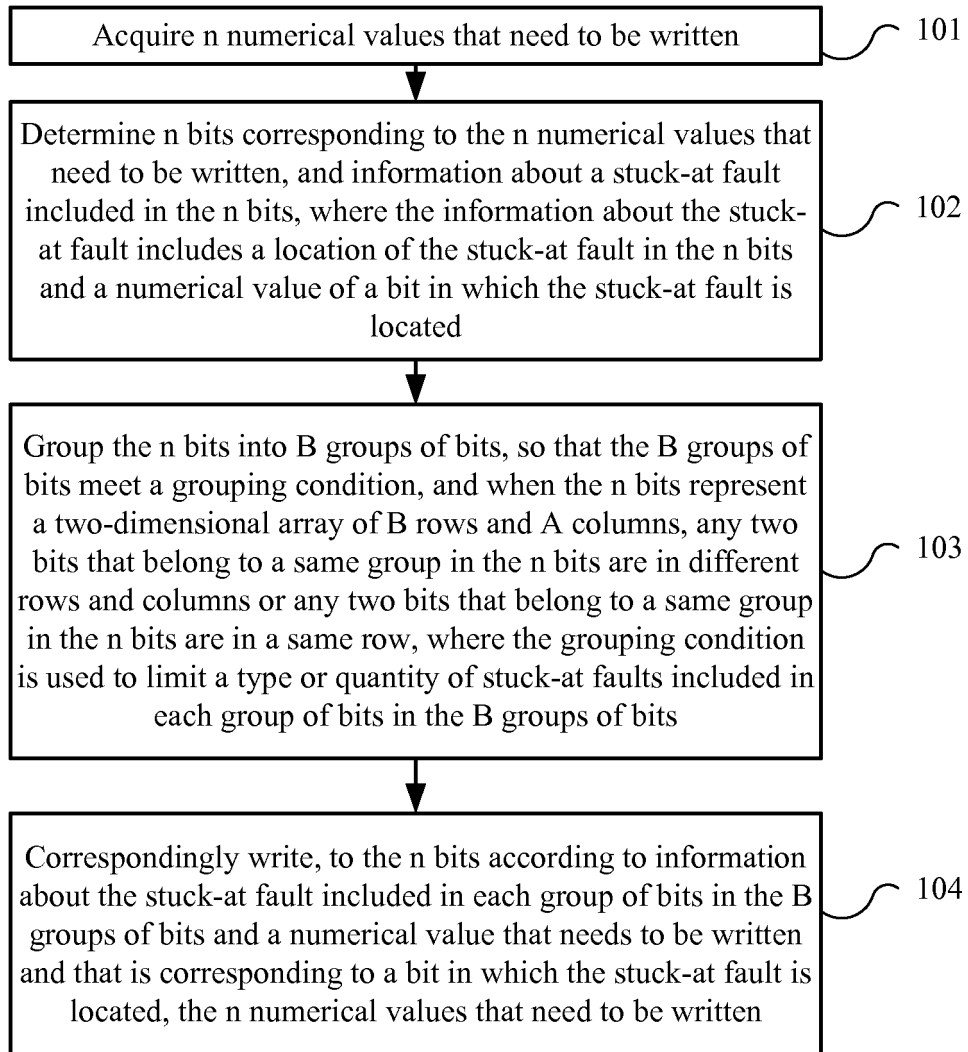 Acquire n numerical values that need to be written
101
Determine n bits corresponding to the n numerical values that
need to be written, and information about a stuck-at fault
included in the n bits, where the information about the stuck-
at fault includes a location of the stuck-at fault in the n bits
and a numerical value of a bit in which the stuck-at fault is
located
102
Group the n bits into B groups of bits, so that the B groups of
bits meet a grouping condition, and when the n bits represent
a two-dimensional array of B rows and A columns, any two
bits that belong to a same group in the n bits are in different
rows and columns or any two bits that belong to a same group
in the n bits are in a same row, where the grouping condition
is used to limit a type or quantity of stuck-at faults included in
each group of bits in the B groups of bits
103
Correspondingly write, to the n bits according to information
about the stuck-at fault included in each group of bits in the B
groups of bits and a numerical value that needs to be written
and that is corresponding to a bit in which the stuck-at fault is
located, the n numerical values that need to be written
104